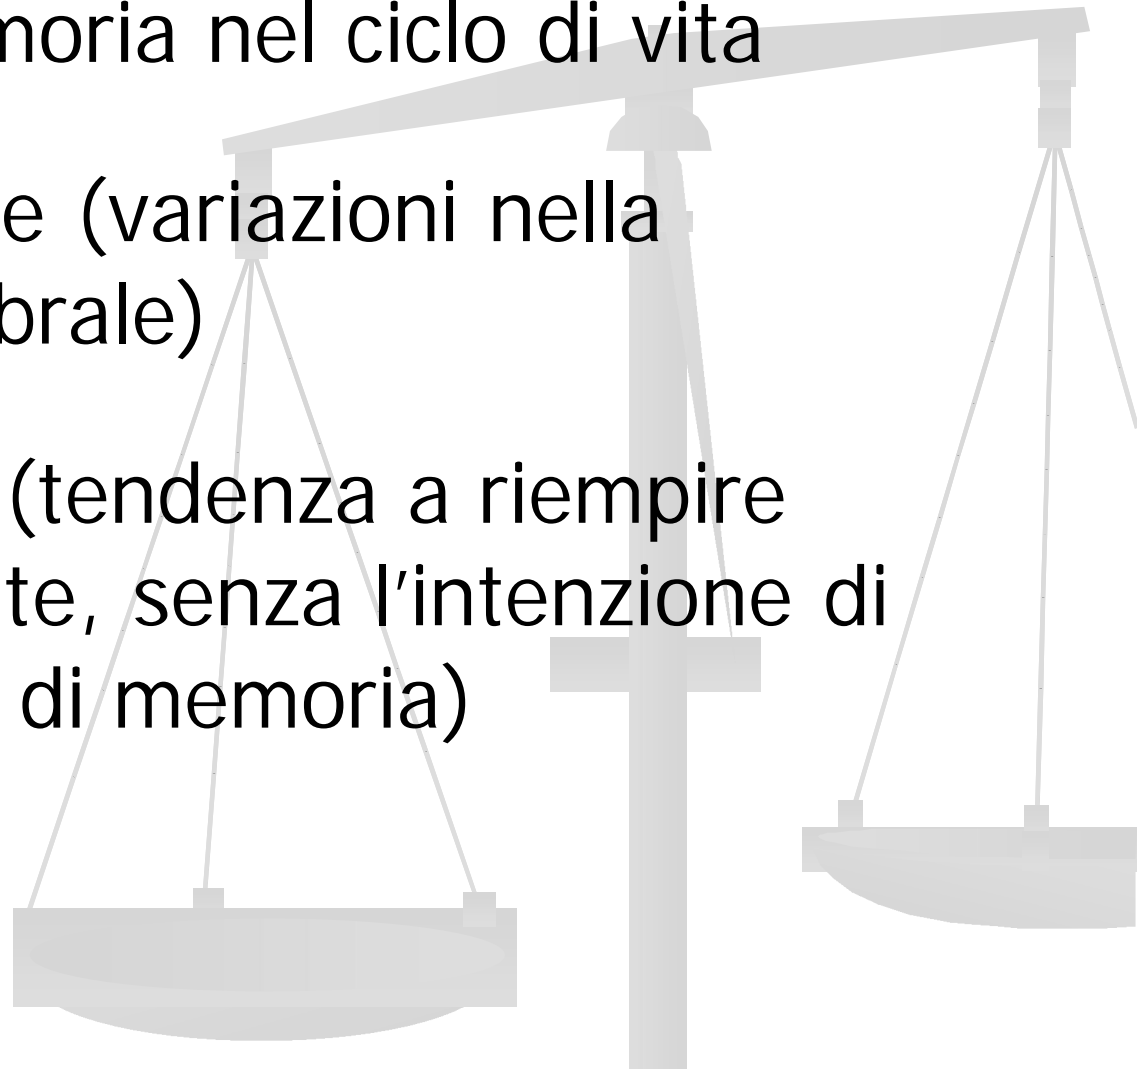 moria nel ciclo di vita
e (variazioni nella
brale)
(tendenza a riempire
te, senza l'intenzione di
di memoria)